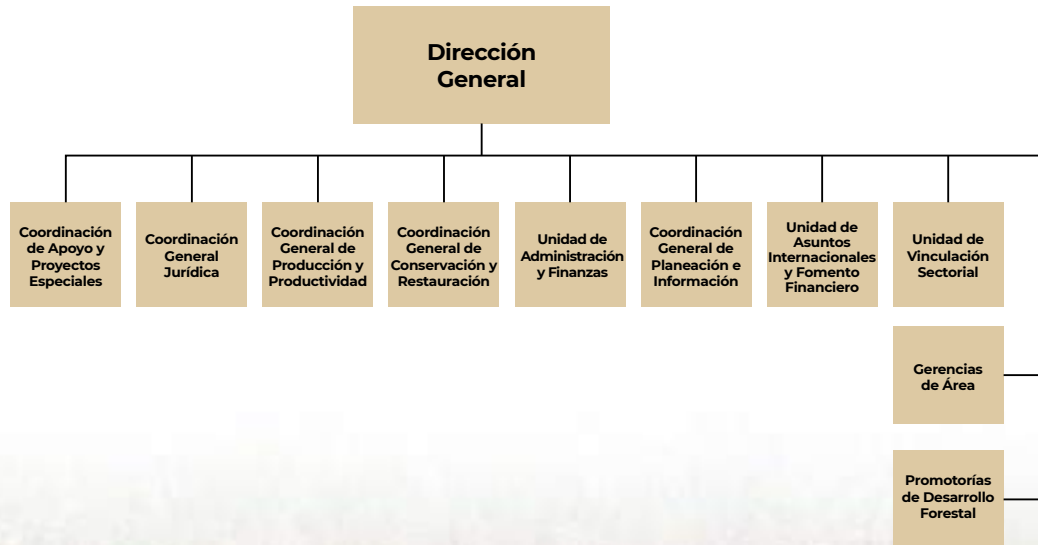 Dirección
General
Coordinación
de Apoyo y
Proyectos
Especiales
Coordinación
General
Jurídica
Coordinación
General de
Producción y
Productividad
Coordinación
General de
Conservación y
Restauración
Unidad de
Administración
y Finanzas
Coordinación
General de
Planeación e
Información
Unidad de
Asuntos
Internacionales
y Fomento
Financiero
Unidad de
Vinculación
Sectorial
Gerencias
de Área
Promotorías
de Desarrollo
Forestal